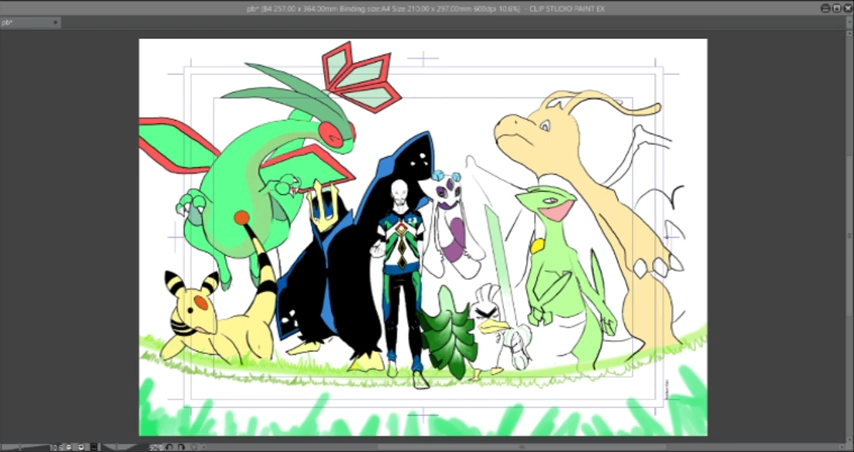 pb* (B4 257.00 x 364.00mm Binding size:A4 Size 210.00 x 297.00mm 600dpi 10.6%) - CLIP STUDIO PAINT EX
pb*